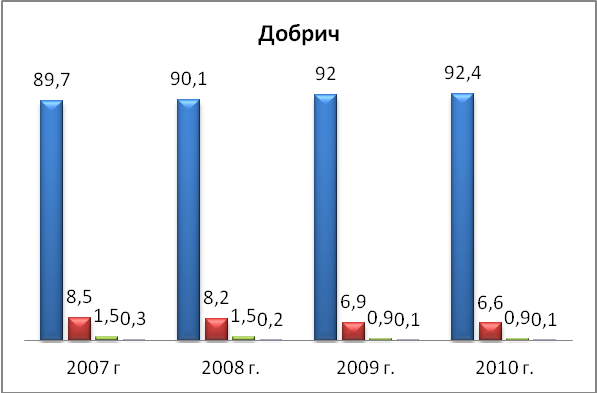 Добрич
89,7 90,1 92 92,4
8,5 1,5 0,3 8,2 1,5 0,2 6,9 0,9 0,1 6,6 0,9 0,1
2007 г 2008 г. 2009 г. 2010 г.